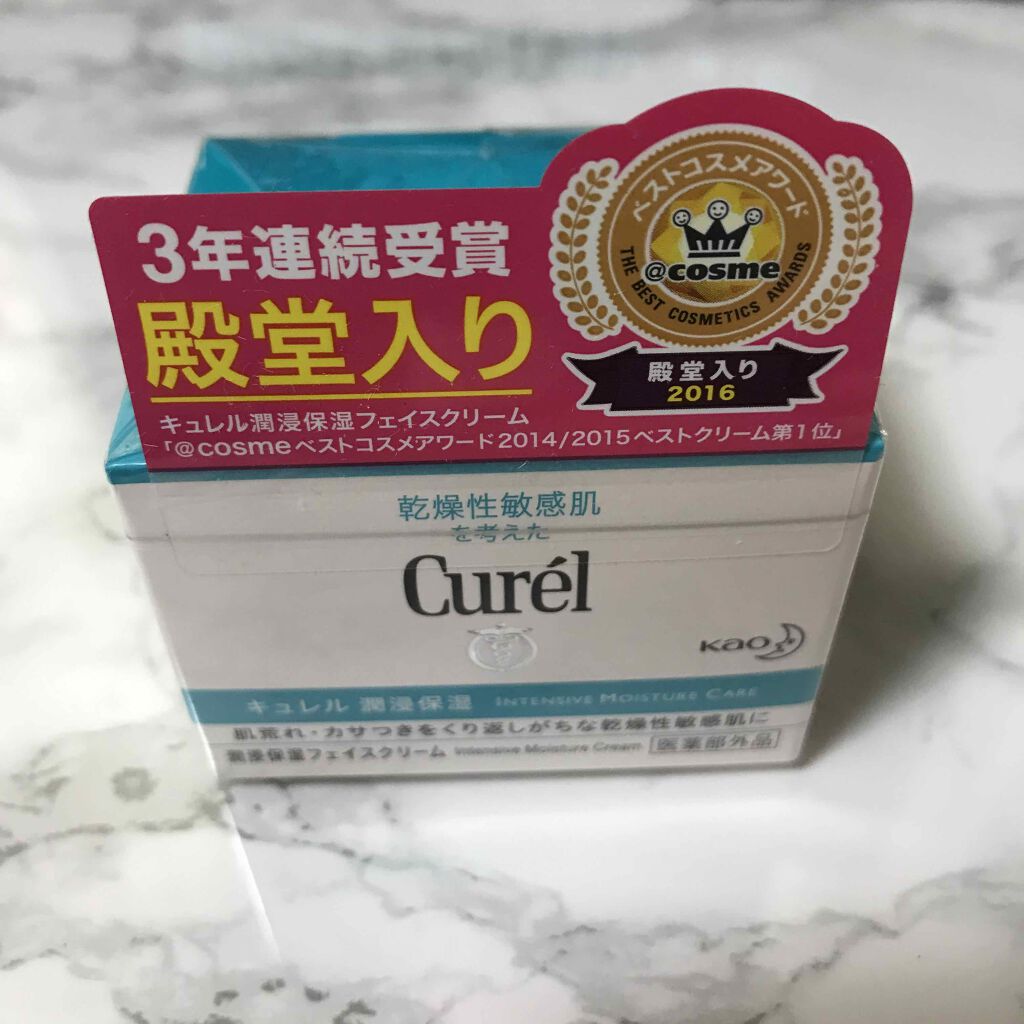 3年連続受賞
殿堂入り
キュレル潤浸保湿フェイスクリーム
「@cosmeベストコスメアワード2014/2015ベストクリーム第1位」
ベストコスメアワード
@cosme
THE BEST COSMETICS AWARDS
殿堂入り
2016
乾燥性敏感肌
を考えた
Curél
Kao
キュレル 潤浸保湿 INTENSIVE MOISTURE CARE
肌荒れ・カサつきをくり返しがちな乾燥性敏感肌に
潤浸保湿フェイスクリーム Intensive Moisture Cream 医薬部外品